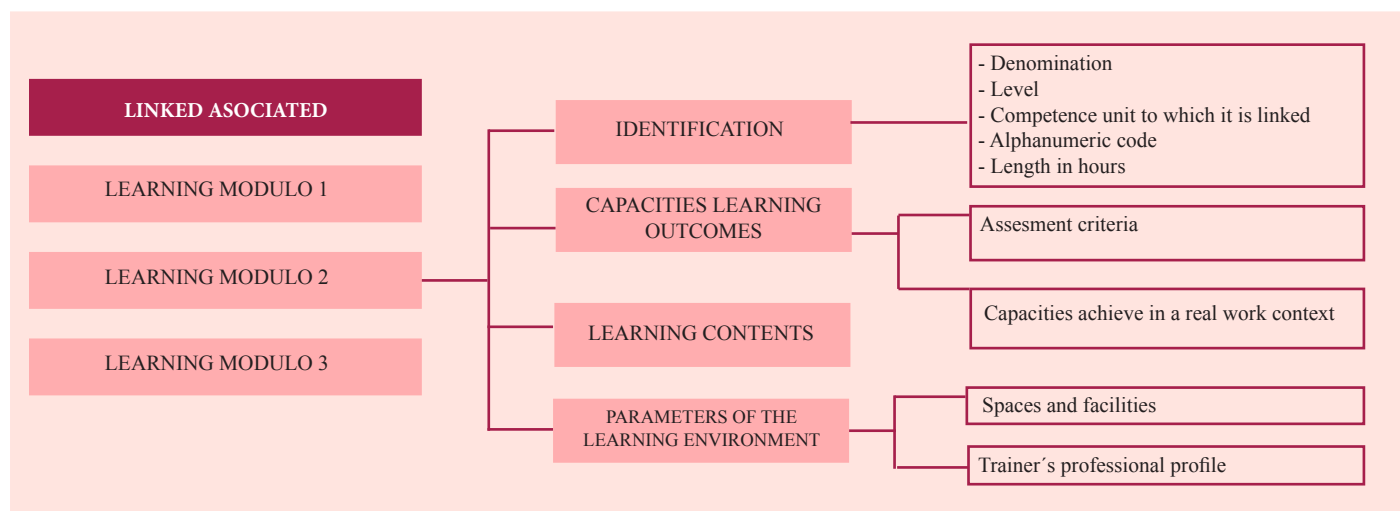 LINKED ASOCIATED
LEARNING MODULO 1
LEARNING MODULO 2
LEARNING MODULO 3
IDENTIFICATION
CAPACITIES LEARNING
OUTCOMES
LEARNING CONTENTS
PARAMETERS OF THE
LEARNING ENVIRONMENT
- Denomination
- Level
- Competence unit to which it is linked
- Alphanumeric code
- Length in hours
Assesment criteria
Capacities achieve in a real work context
Spaces and facilities
Trainer´s professional profile